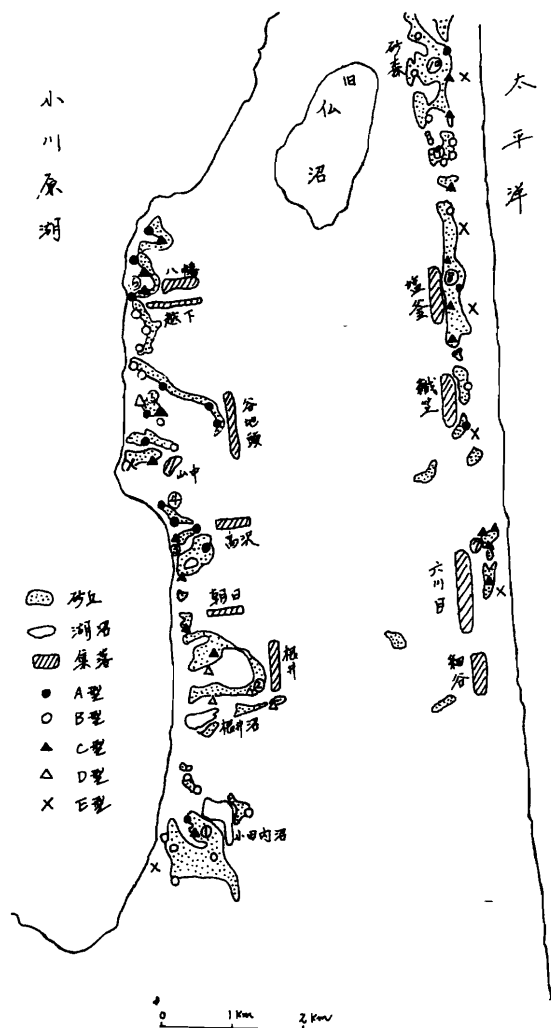 小川原湖
旧仏沼
太平洋
砂森
八幡
越下
塩釜
谷地頭
織笠
山中
高沢
六川目
朝日
根井
細谷
根井沼
小田内沼
砂丘
湖沼
集落
A型
B型
C型
D型
E型
0 1Km 2Km